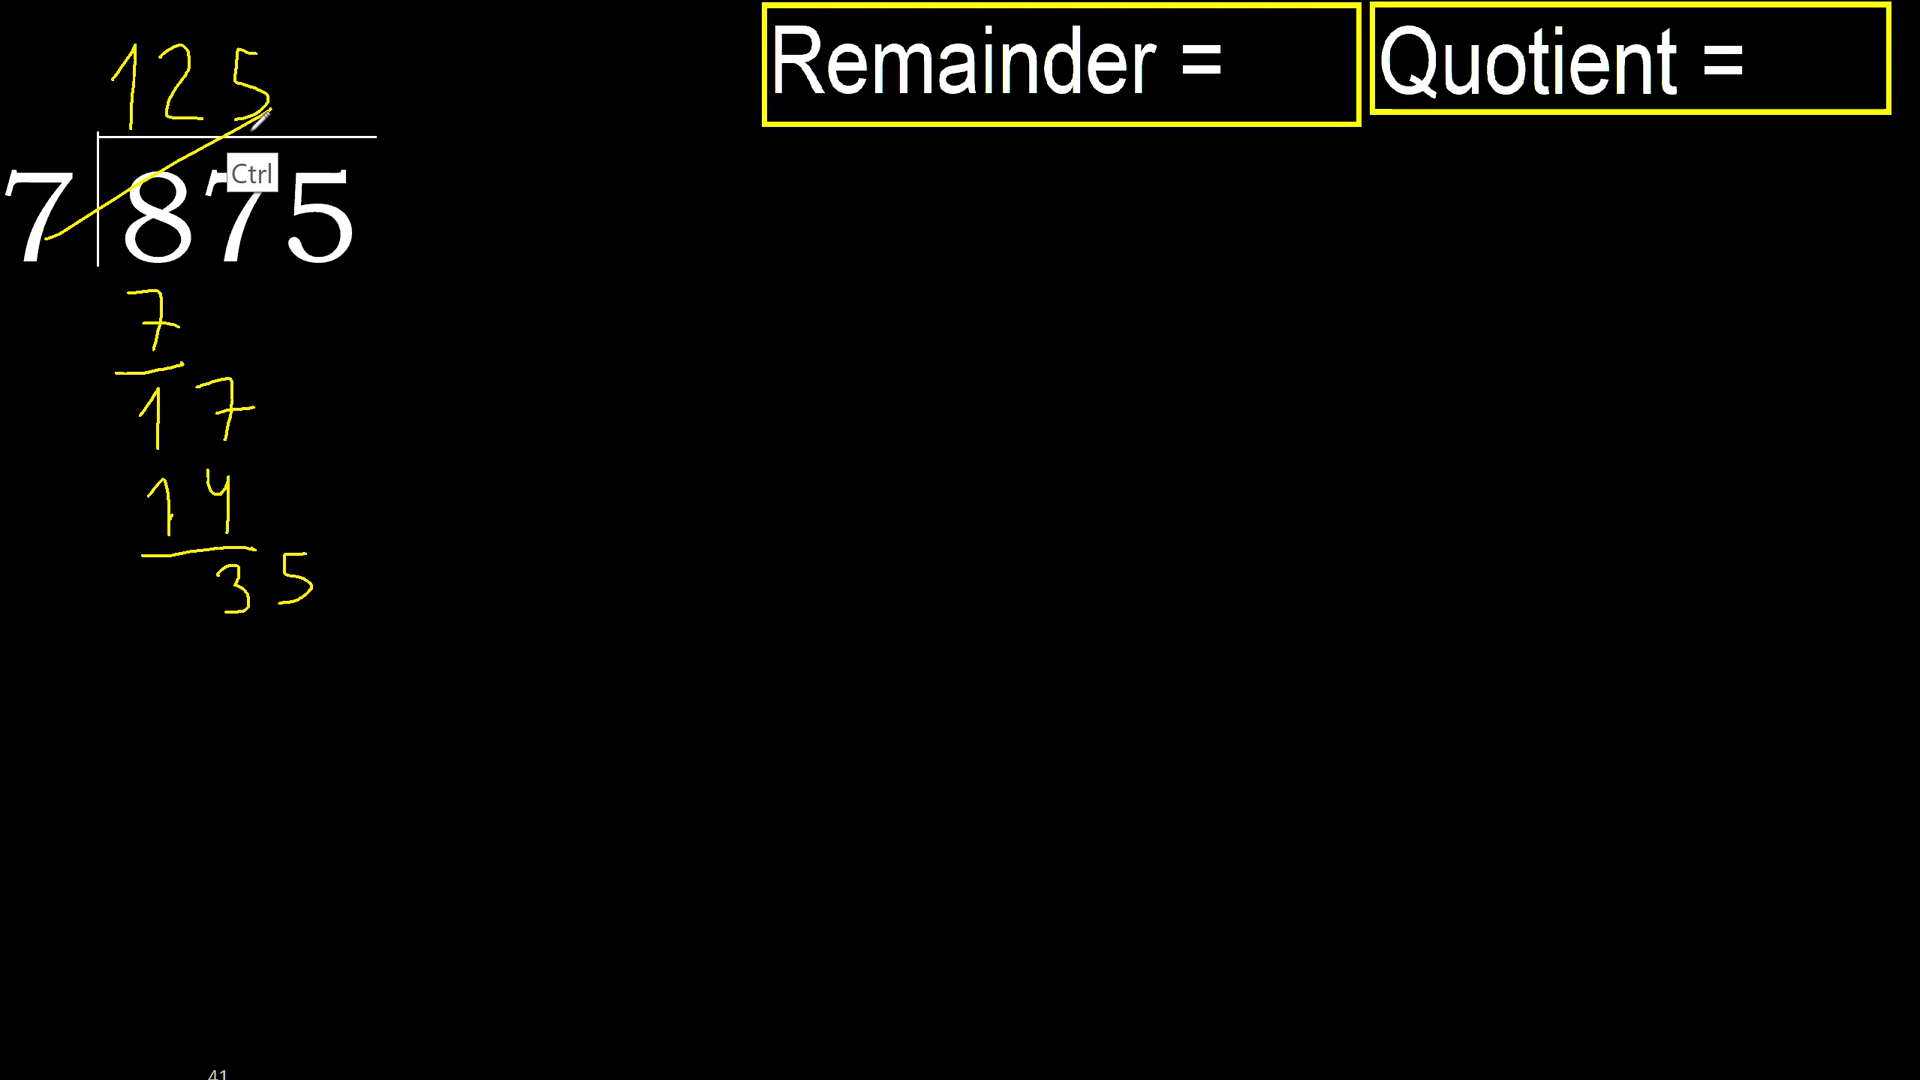 Remainder =
Quotient =
125
7 875
Ctrl
7
17
14
35
41